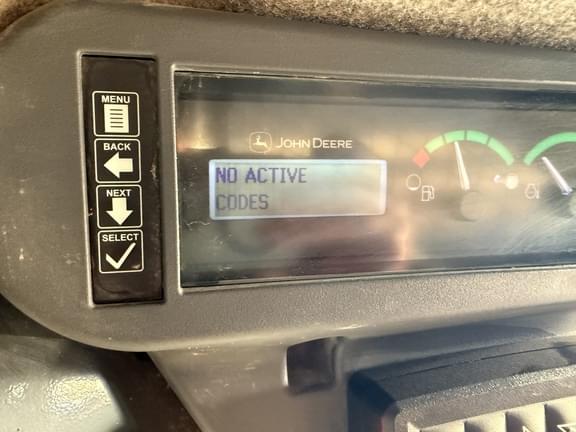 MENU
BACK
NEXT
SELECT
JOHN DEERE
NO ACTIVE
CODES